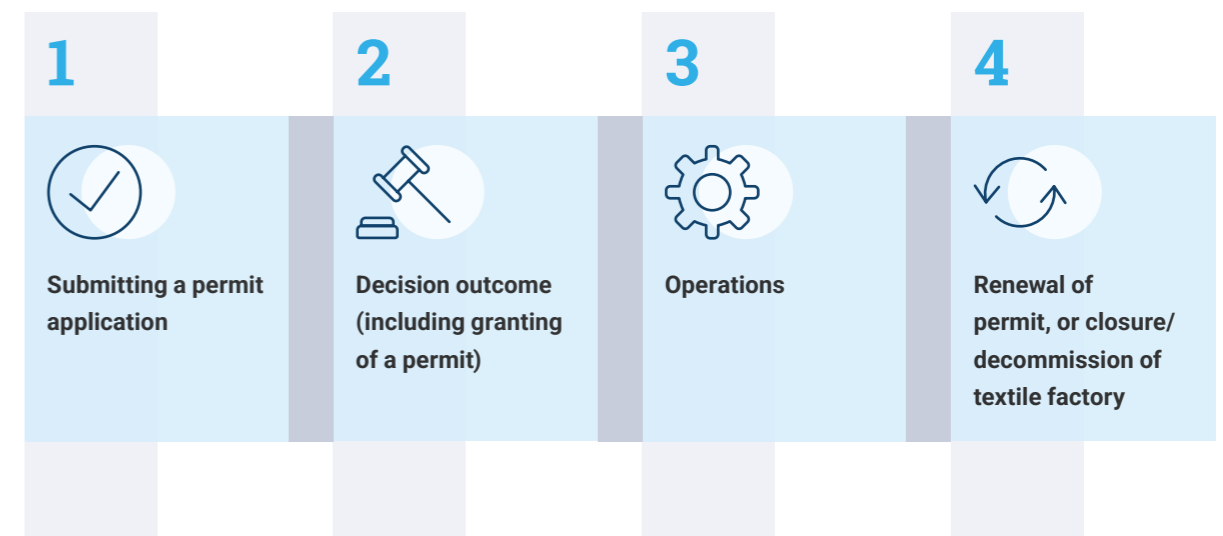 1
Submitting a permit
application
2
Decision outcome
(including granting
of a permit)
3
Operations
4
Renewal of
permit, or closure/
decommission of
textile factory